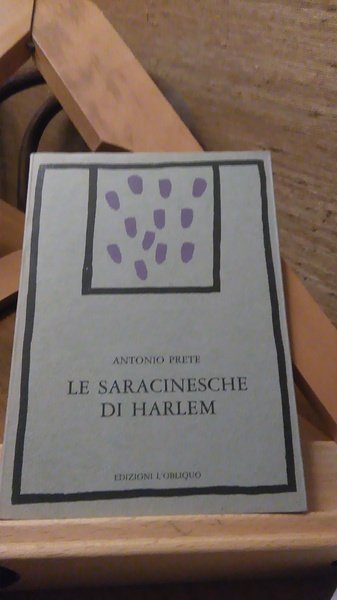 ANTONIO PRETE
LE SARACINESCHE
DI HARLEM
EDIZIONI L'OBLIQUO